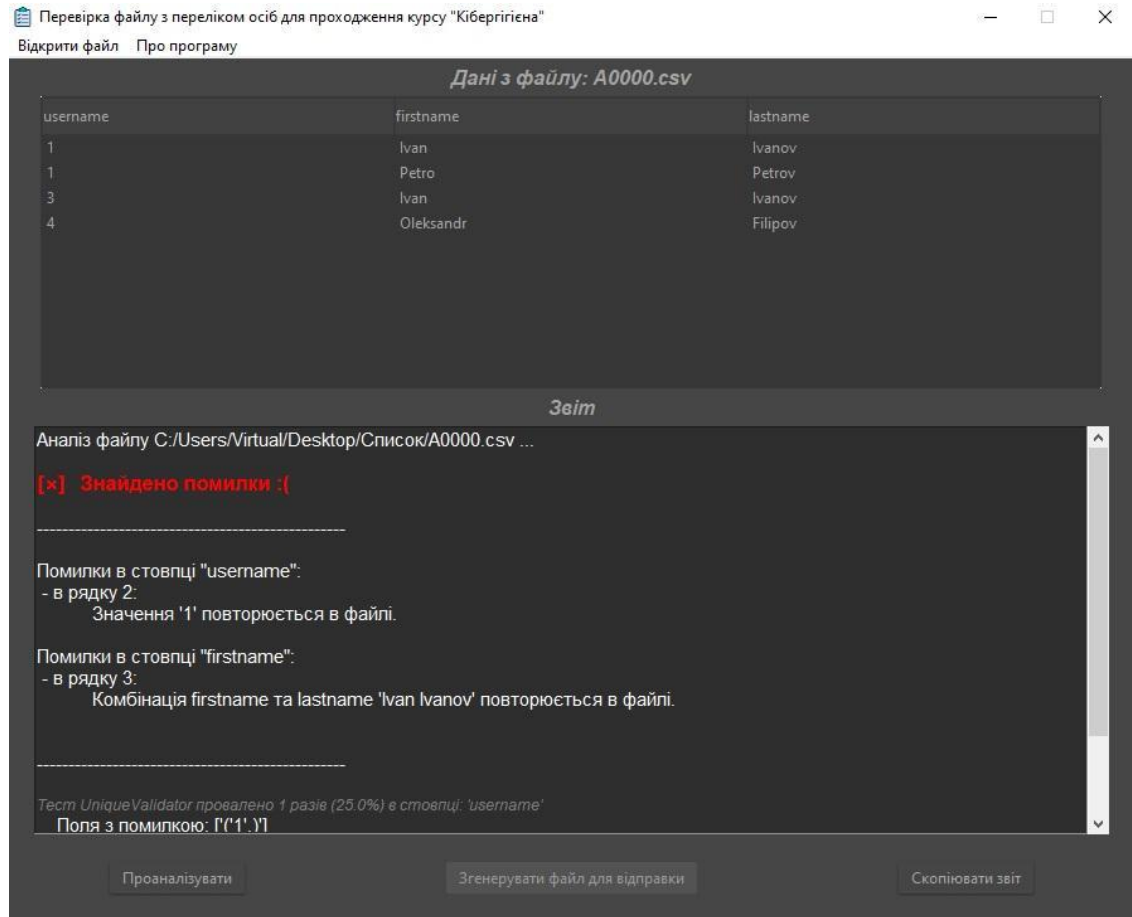 Перевірка файлу з переліком осіб для проходження курсу "Кібергігієна"
Відкрити файл Про програму
Дані з файлу: A0000.csv
username firstname lastname
1 Ivan Ivanov
1 Petro Petrov
3 Ivan Ivanov
4 Oleksandr Filipov
Звіт
Аналіз файлу C:/Users/Virtual/Desktop/Список/A0000.csv ...
[×] Знайдено помилки :(
------------------------------------------------
Помилки в стовпці "username":
- в рядку 2:
Значення '1' повторюється в файлі.
Помилки в стовпці "firstname":
- в рядку 3:
Комбінація firstname та lastname 'Ivan Ivanov' повторюється в файлі.
------------------------------------------------
Тест UniqueValidator провалено 1 разів (25.0%) в стовпці: 'username'
Поля з помилкою: ['('1',)']
Проаналізувати Згенерувати файл для відправки Скопіювати звіт